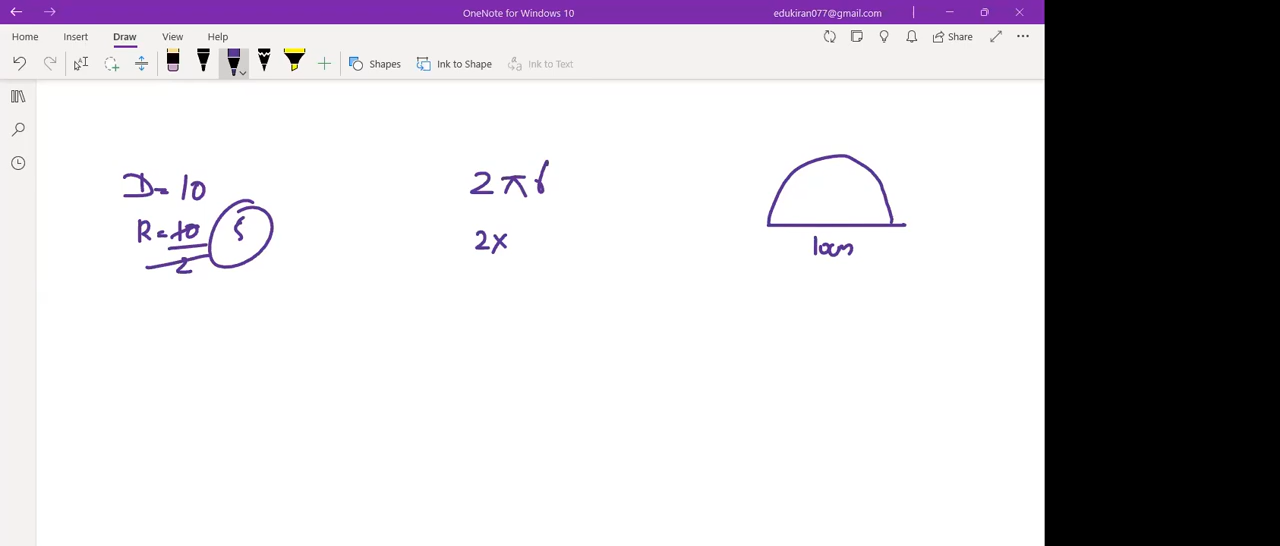 OneNote for Windows 10
edukiran077@gmail.com
Home Insert Draw View Help
Share
Shapes Ink to Shape Ink to Text
D = 10
R = 10
2
5
2πr
2x
10cm